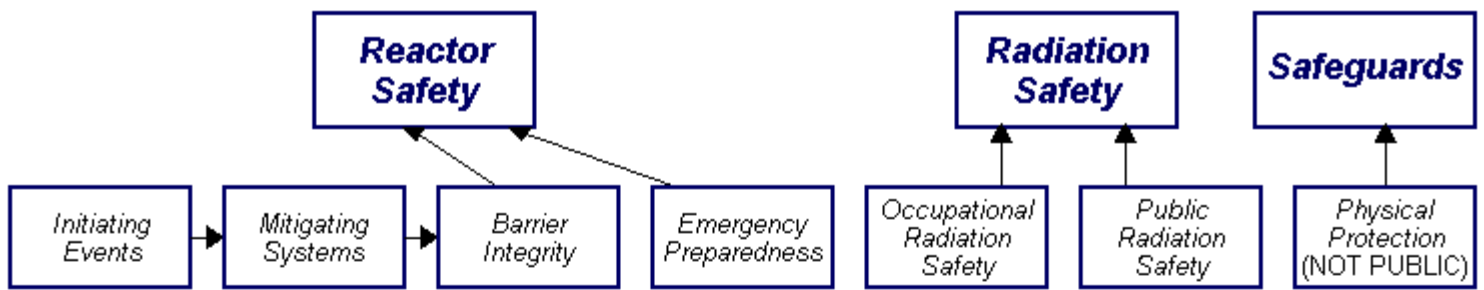 Reactor
Safety
Radiation
Safety
Safeguards
Initiating
Events
Mitigating
Systems
Barrier
Integrity
Emergency
Preparedness
Occupational
Radiation
Safety
Public
Radiation
Safety
Physical
Protection
(NOT PUBLIC)